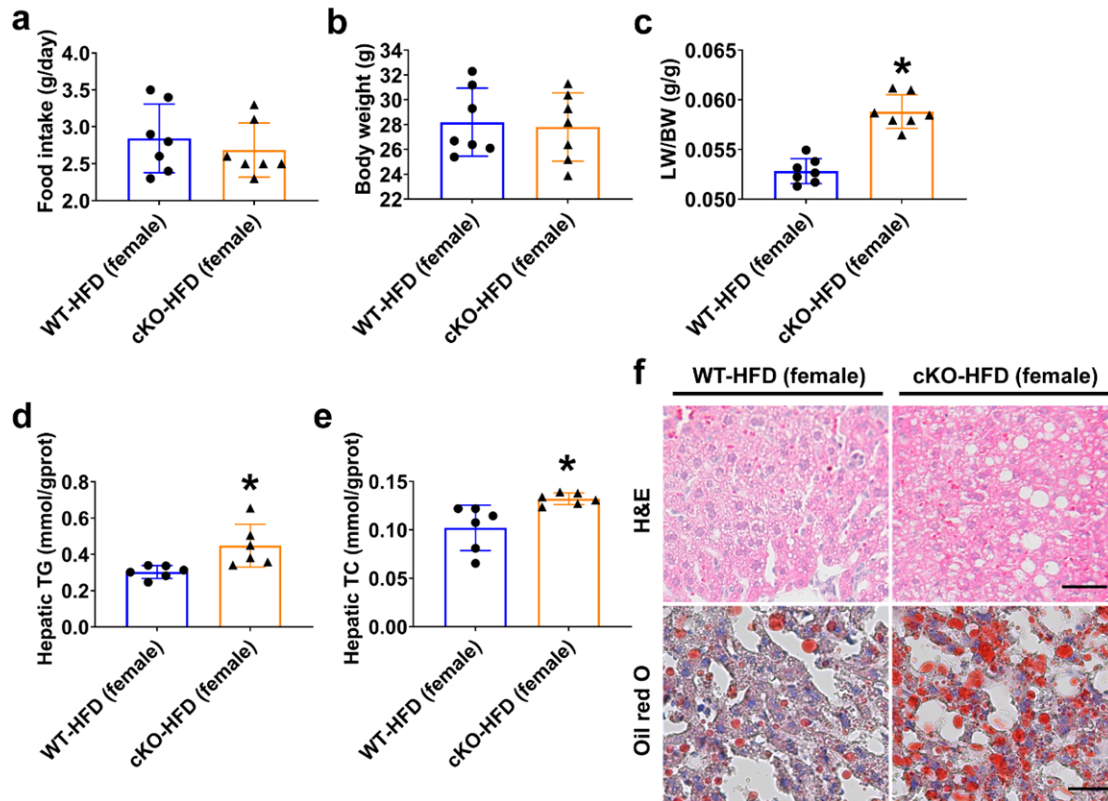 a
Food intake (g/day)
4.0
3.5
3.0
2.5
2.0
WT-HFD (female)
cKO-HFD (female)
b
Body weight (g)
34
32
30
28
26
24
22
WT-HFD (female)
cKO-HFD (female)
c
LW/BW (g/g)
0.065
0.060
0.055
0.050
*
WT-HFD (female)
cKO-HFD (female)
d
Hepatic TG (mmol/gprot)
0.8
0.6
0.4
0.2
0.0
*
WT-HFD (female)
cKO-HFD (female)
e
Hepatic TC (mmol/gprot)
0.15
0.10
0.05
0.00
*
WT-HFD (female)
cKO-HFD (female)
f
WT-HFD (female)
cKO-HFD (female)
H&E
Oil red O